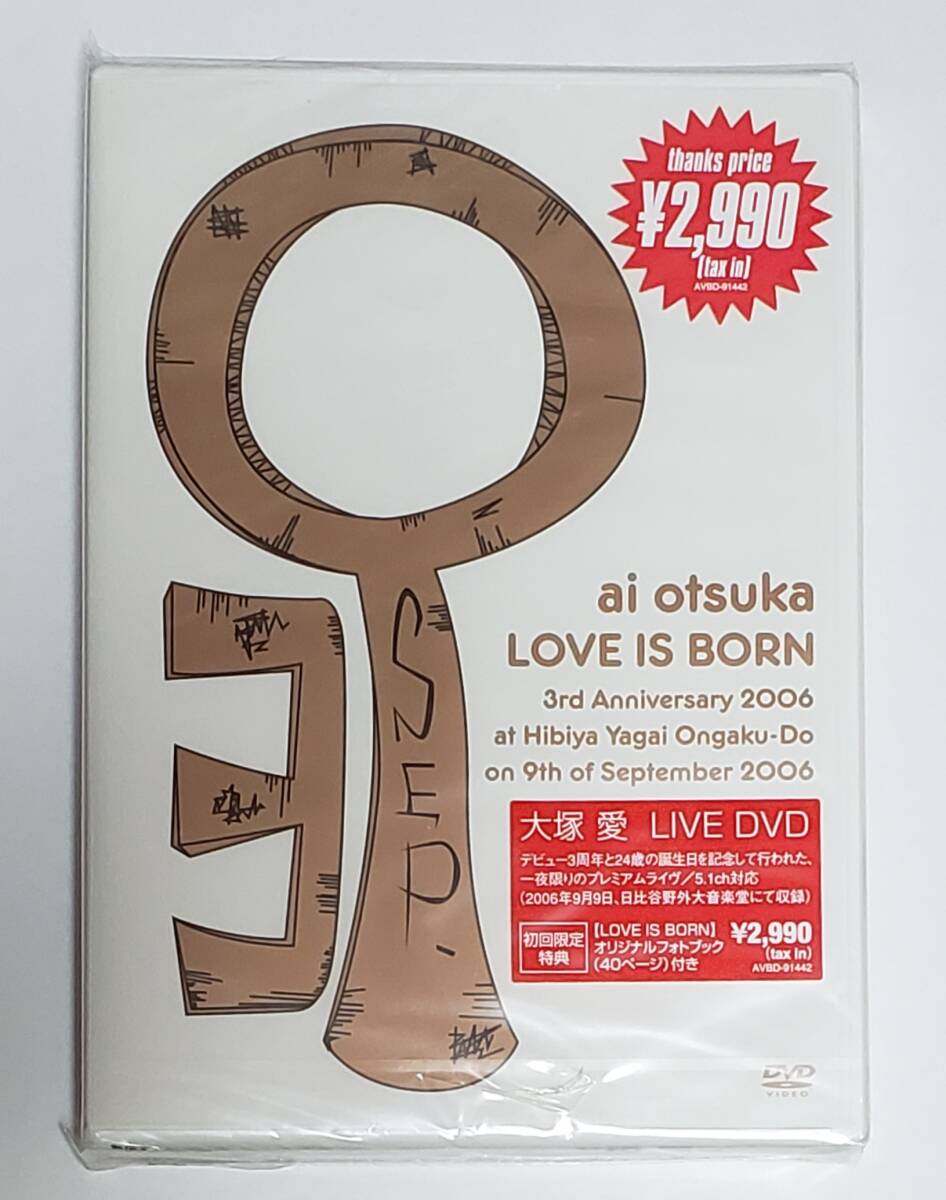 thanks price
¥2,990
(tax in)
AVBD-91442
SEP.
ai otsuka
LOVE IS BORN
3rd Anniversary 2006
at Hibiya Yagai Ongaku-Do
on 9th of September 2006
大塚 愛 LIVE DVD
デビュー3周年と24歳の誕生日を記念して行われた、
一夜限りのプレミアムライヴ/5.1ch対応
(2006年9月9日、日比谷野外大音楽堂にて収録)
初回限定
特典
【LOVE IS BORN】
オリジナルフォトブック
(40ページ)付き
¥2,990
(tax in)
AVBD-91442
DVD
VIDEO